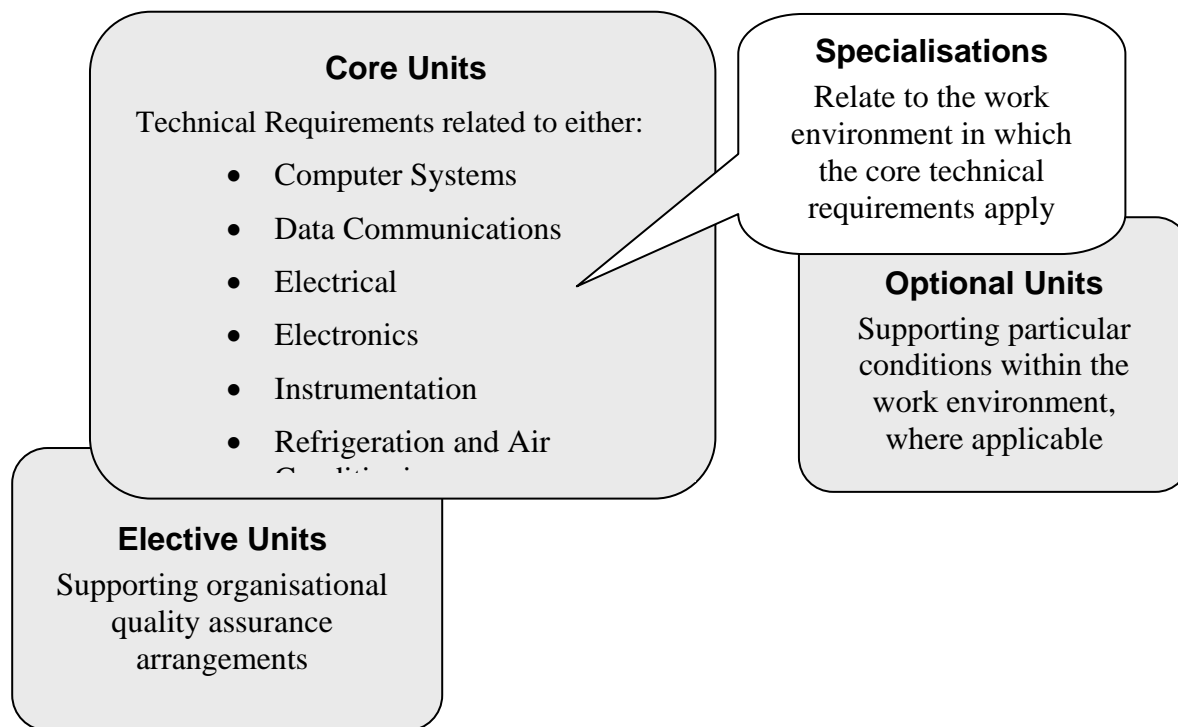 Core Units
Technical Requirements related to either:
• Computer Systems
• Data Communications
• Electrical
• Electronics
• Instrumentation
• Refrigeration and Air
Specialisations
Relate to the work
environment in which
the core technical
requirements apply
Optional Units
Supporting particular
conditions within the
work environment,
where applicable
Elective Units
Supporting organisational
quality assurance
arrangements